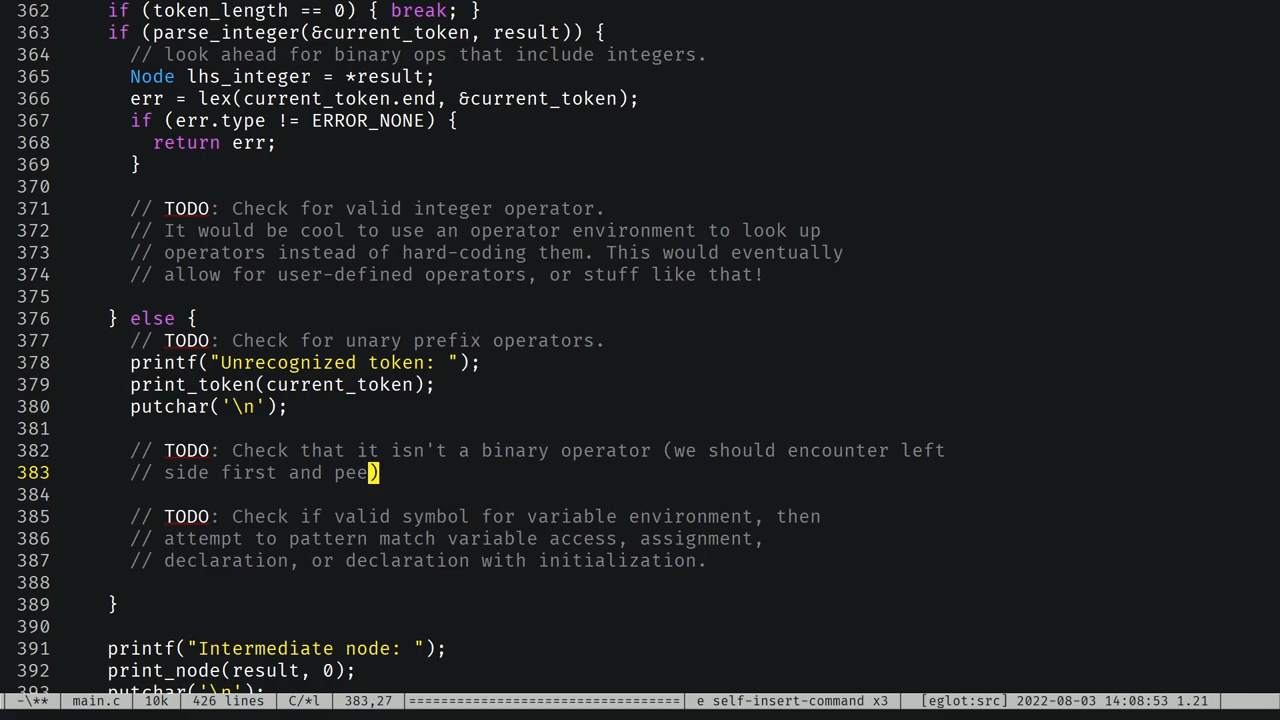 362 if (token_length == 0) { break; }
363 if (parse_integer(&current_token, result)) {
364 // look ahead for binary ops that include integers.
365 Node lhs_integer = *result;
366 err = lex(current_token.end, &current_token);
367 if (err.type != ERROR_NONE) {
368 return err;
369 }
370
371 // TODO: Check for valid integer operator.
372 // It would be cool to use an operator environment to look up
373 // operators instead of hard-coding them. This would eventually
374 // allow for user-defined operators, or stuff like that!
375
376 } else {
377 // TODO: Check for unary prefix operators.
378 printf("Unrecognized token: ");
379 print_token(current_token);
380 putchar('\n');
381
382 // TODO: Check that it isn't a binary operator (we should encounter left
383 // side first and pee)
384
385 // TODO: Check if valid symbol for variable environment, then
386 // attempt to pattern match variable access, assignment,
387 // declaration, or declaration with initialization.
388
389 }
390
391 printf("Intermediate node: ");
392 print_node(result, 0);
393 putchar('\n');
-\** main.c 10k 426 lines C/*l 383,27 ================================ e self-insert-command x3 [eglot:src] 2022-08-03 14:08:53 1.21